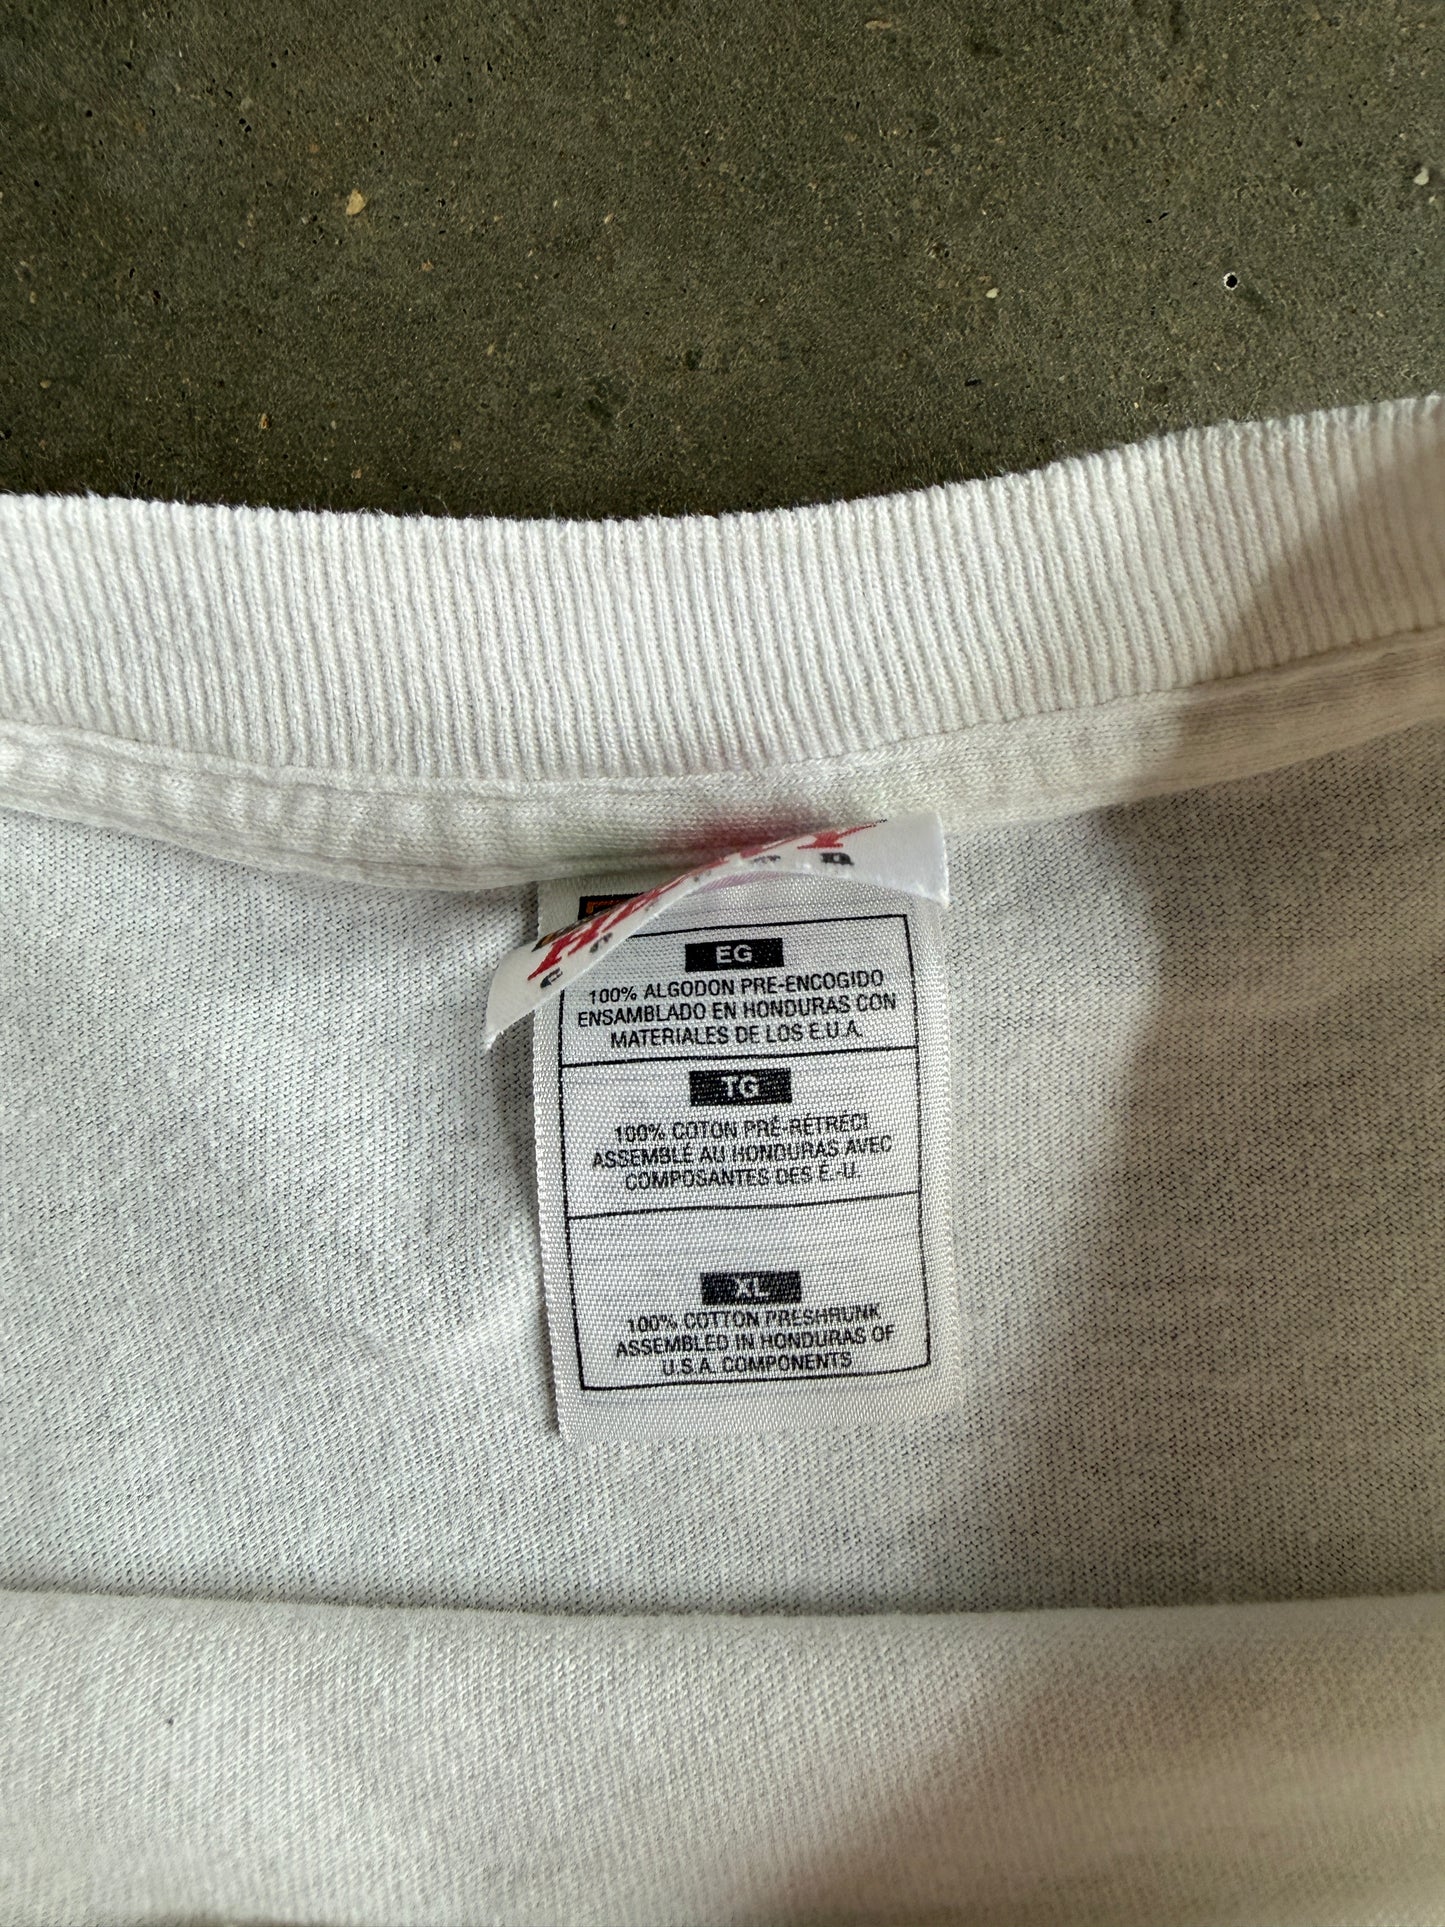 EG
100% ALGODON PRE-ENCOGIDO
ENSAMBLADO EN HONDURAS CON
MATERIALES DE LOS E.U.A.
TG
100% COTON PRÉ-RÉTRÉCI
ASSEMBLÉ AU HONDURAS AVEC
COMPOSANTES DES É.-U.
XL
100% COTTON PRESHRUNK
ASSEMBLED IN HONDURAS OF
U.S.A. COMPONENTS